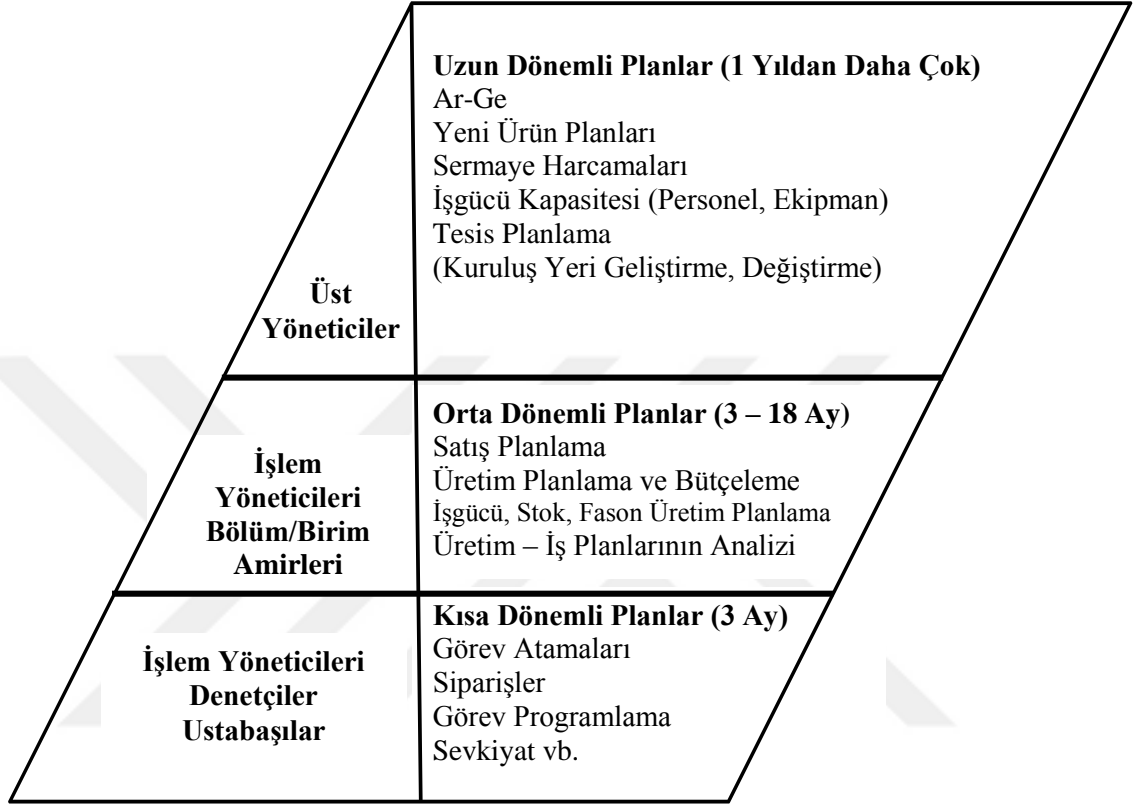 Üst
Yöneticiler
Uzun Dönemli Planlar (1 Yıldan Daha Çok)
Ar-Ge
Yeni Ürün Planları
Sermaye Harcamaları
İşgücü Kapasitesi (Personel, Ekipman)
Tesis Planlama
(Kuruluş Yeri Geliştirme, Değiştirme)
İşlem
Yöneticileri
Bölüm/Birim
Amirleri
Orta Dönemli Planlar (3 – 18 Ay)
Satış Planlama
Üretim Planlama ve Bütçeleme
İşgücü, Stok, Fason Üretim Planlama
Üretim – İş Planlarının Analizi
İşlem Yöneticileri
Denetçiler
Ustabaşılar
Kısa Dönemli Planlar (3 Ay)
Görev Atamaları
Siparişler
Görev Programlama
Sevkiyat vb.